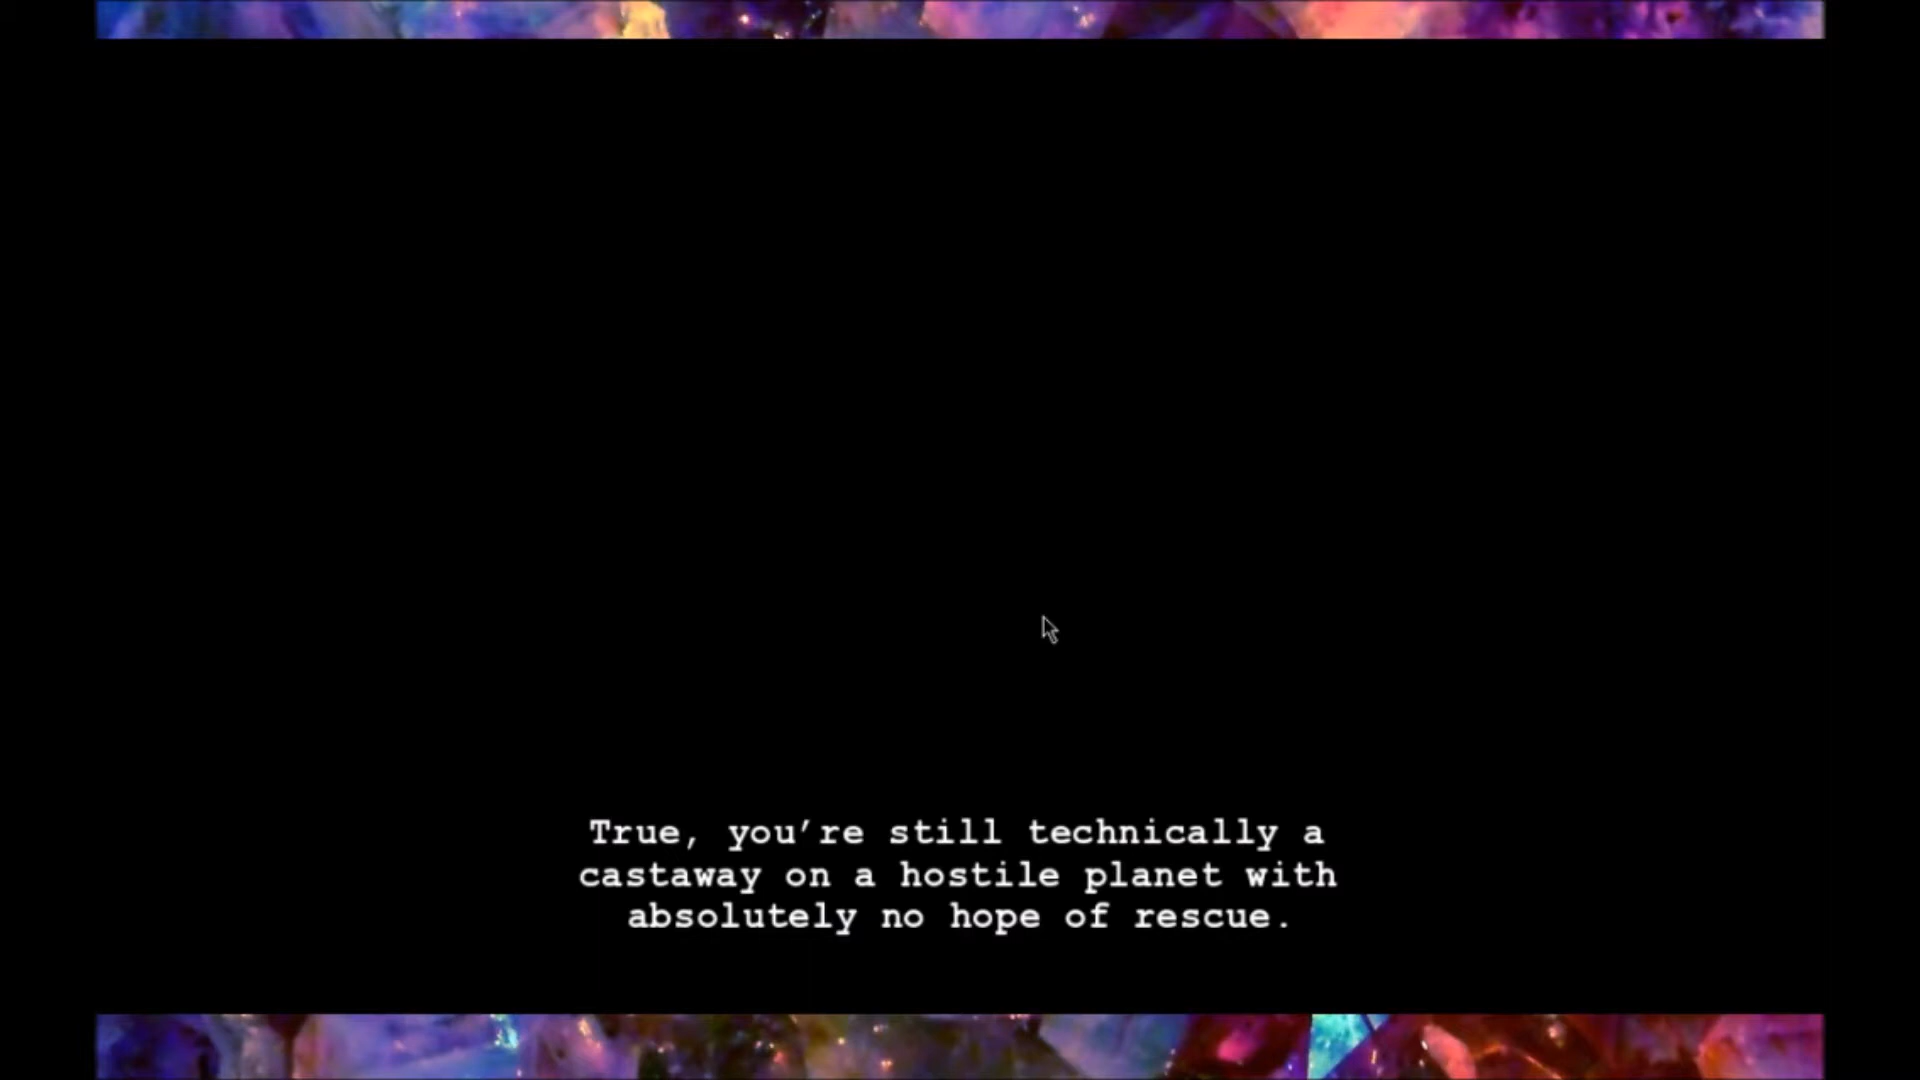 True, you’re still technically a
castaway on a hostile planet with
absolutely no hope of rescue.